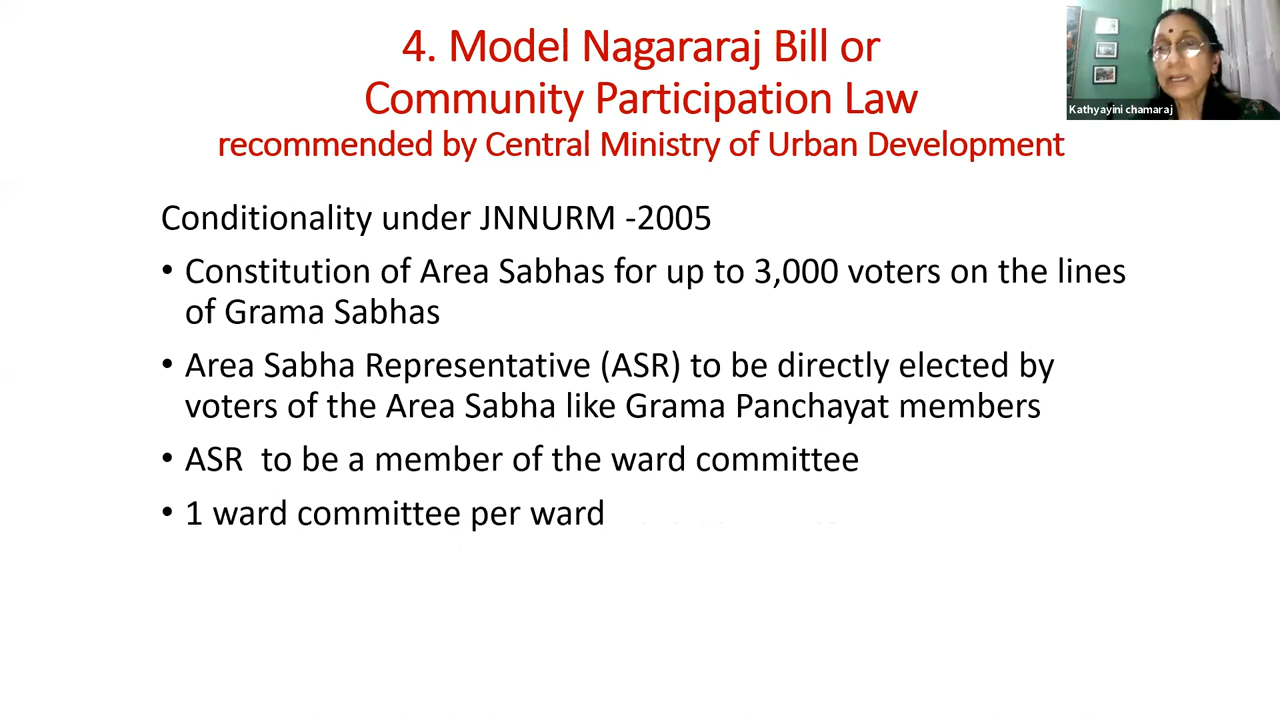 4. Model Nagararaj Bill or
Community Participation Law
recommended by Central Ministry of Urban Development
Kathyayini chamaraj
Conditionality under JNNURM -2005
• Constitution of Area Sabhas for up to 3,000 voters on the lines
of Grama Sabhas
• Area Sabha Representative (ASR) to be directly elected by
voters of the Area Sabha like Grama Panchayat members
• ASR to be a member of the ward committee
• 1 ward committee per ward